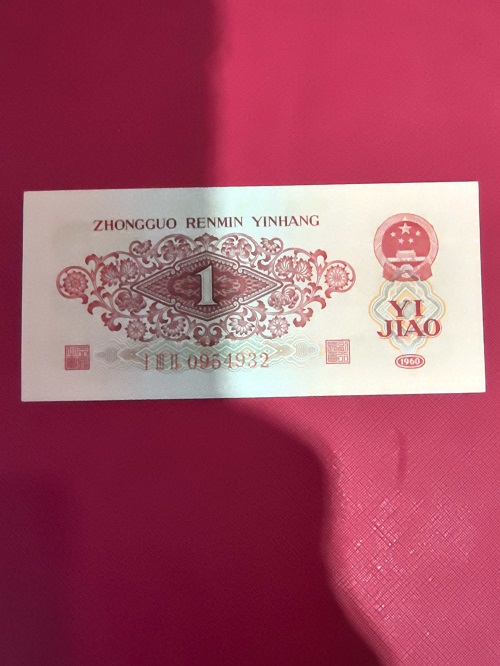 ZHONGGUO RENMIN YINHANG
1
YI
JIAO
0954932
1960